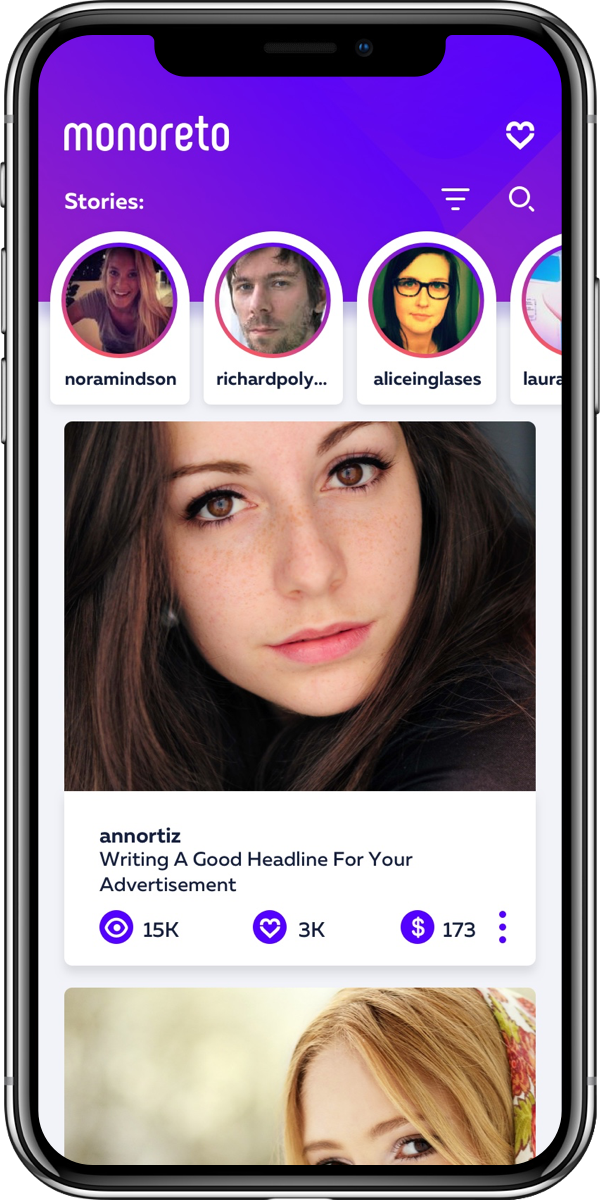 monoreto
Stories:
noramindson
richardpoly...
aliceinglases
laura
annortiz
Writing A Good Headline For Your
Advertisement
15K
3K
$ 173